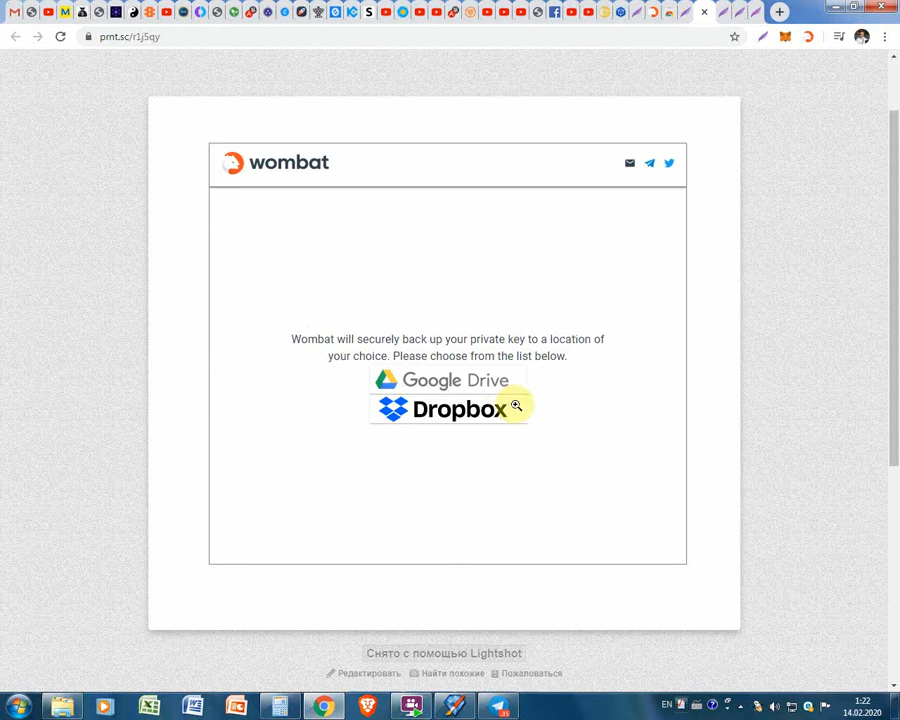 prnt.sc/r1j5qy
wombat
Wombat will securely back up your private key to a location of
your choice. Please choose from the list below.
Google Drive
Dropbox
Снято с помощью Lightshot
Редактировать Найти похожие Пожаловаться
EN
1:22
14.02.2020